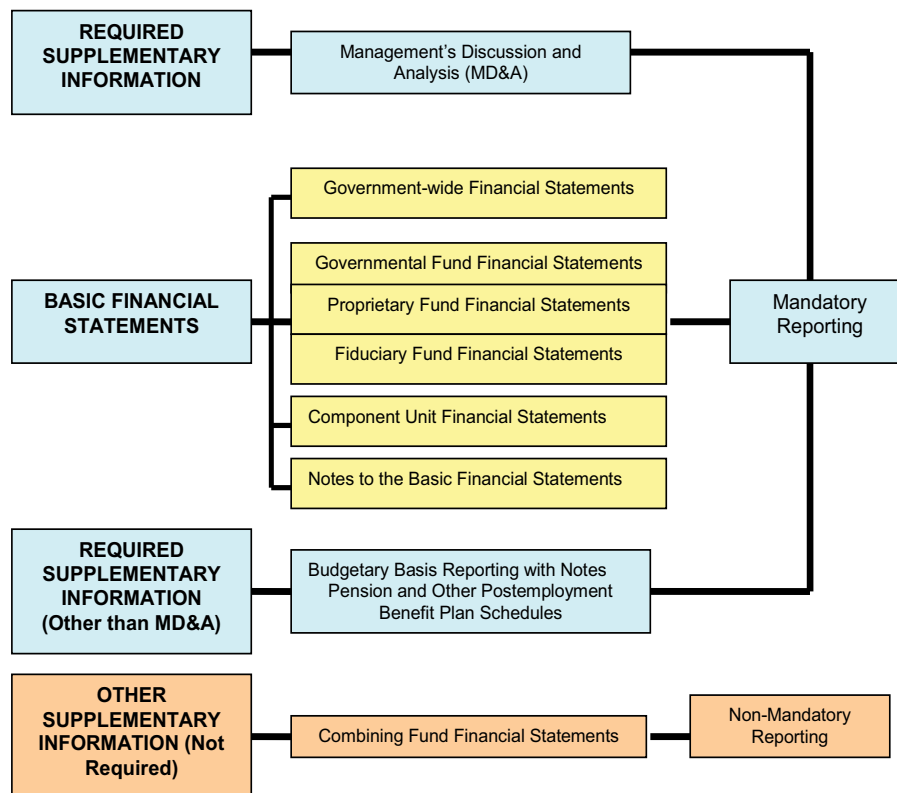 REQUIRED
SUPPLEMENTARY
INFORMATION
Management’s Discussion and
Analysis (MD&A)
Government-wide Financial Statements
Governmental Fund Financial Statements
BASIC FINANCIAL
STATEMENTS
Proprietary Fund Financial Statements
Fiduciary Fund Financial Statements
Mandatory
Reporting
Component Unit Financial Statements
Notes to the Basic Financial Statements
REQUIRED
SUPPLEMENTARY
INFORMATION
(Other than MD&A)
Budgetary Basis Reporting with Notes
Pension and Other Postemployment
Benefit Plan Schedules
OTHER
SUPPLEMENTARY
INFORMATION (Not
Required)
Combining Fund Financial Statements
Non-Mandatory
Reporting